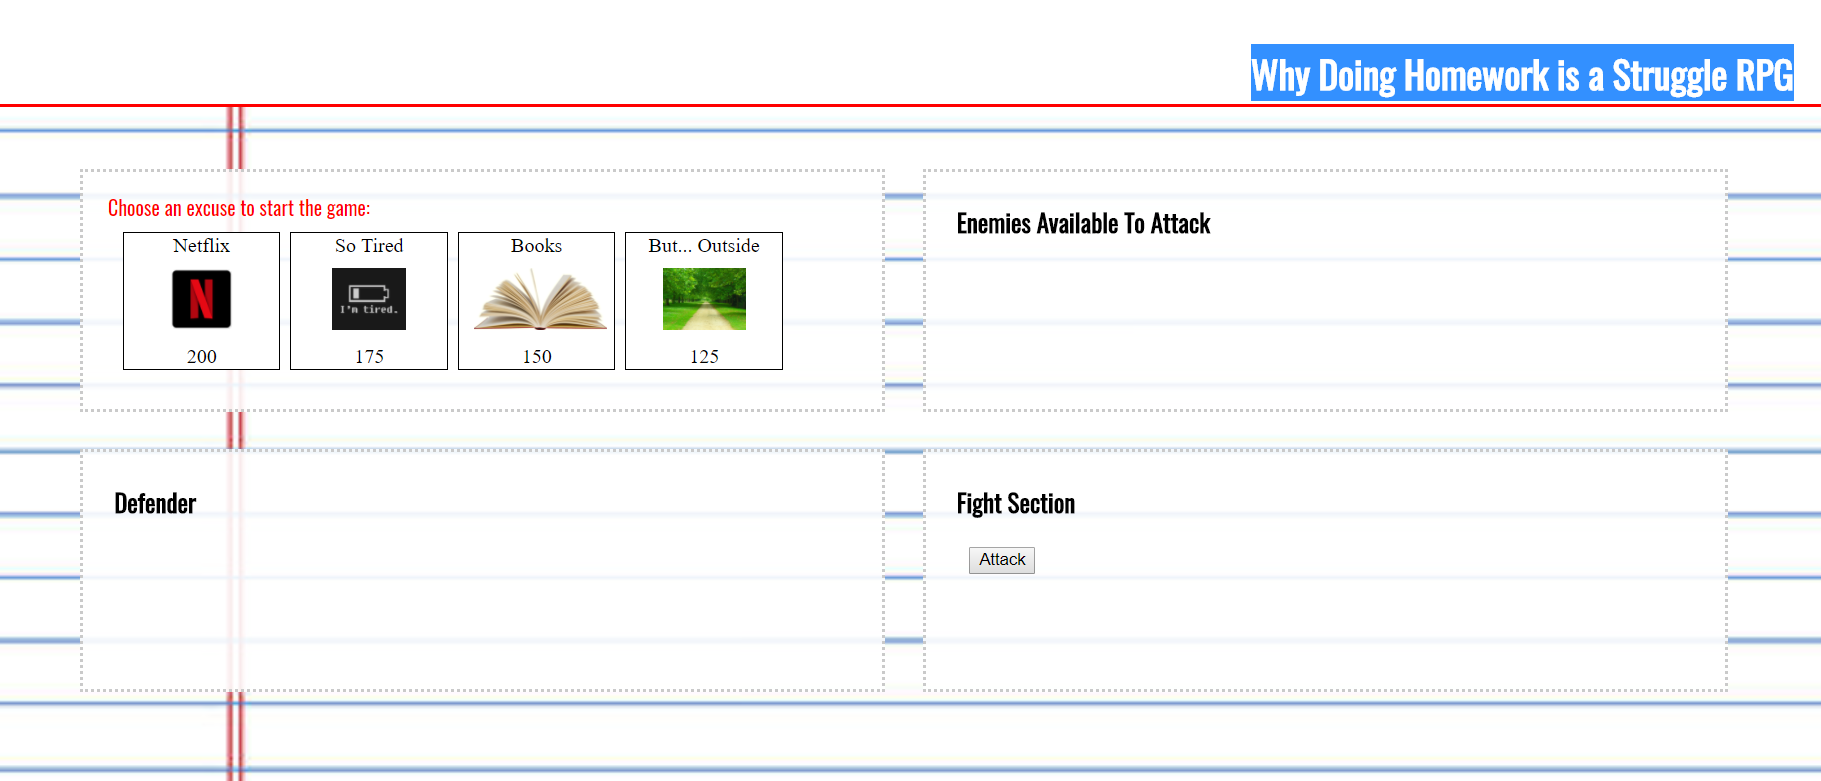 Why Doing Homework is a Struggle RPG
Choose an excuse to start the game:
Netflix
N
200
So Tired
I'm tired.
175
Books
150
But... Outside
125
Enemies Available To Attack
Defender
Fight Section
Attack